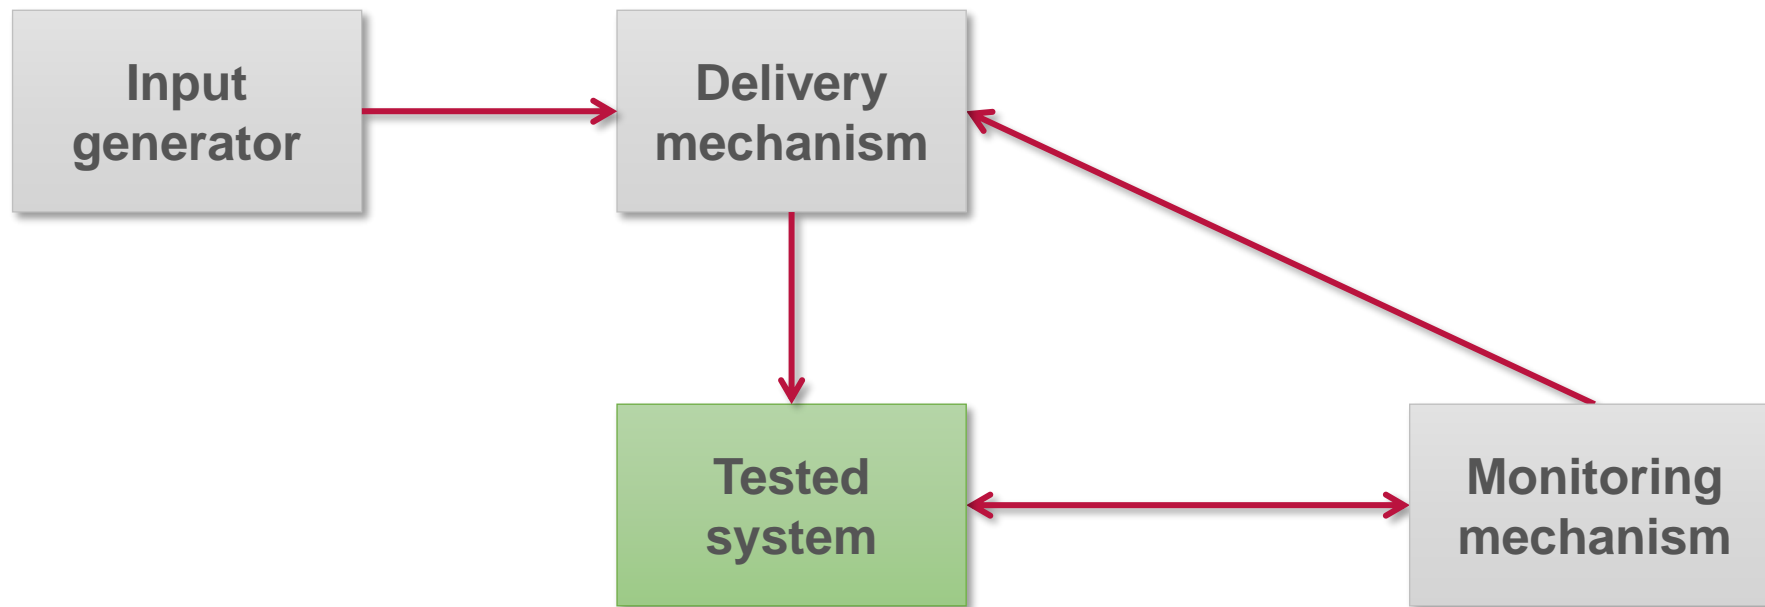 Input
generator
Delivery
mechanism
Tested
system
Monitoring
mechanism